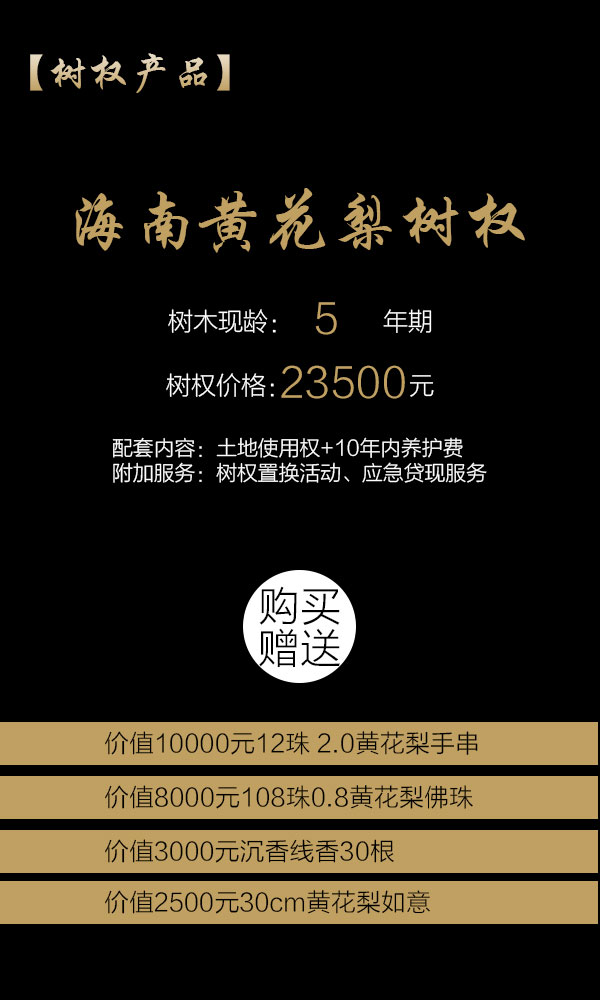 【树权产品】
海南黄花梨树权
树木现龄： 5 年期
树权价格：23500元
配套内容：土地使用权+10年内养护费
附加服务：树权置换活动、应急贷现服务
购买
赠送
价值10000元12珠 2.0黄花梨手串
价值8000元108珠0.8黄花梨佛珠
价值3000元沉香线香30根
价值2500元30cm黄花梨如意